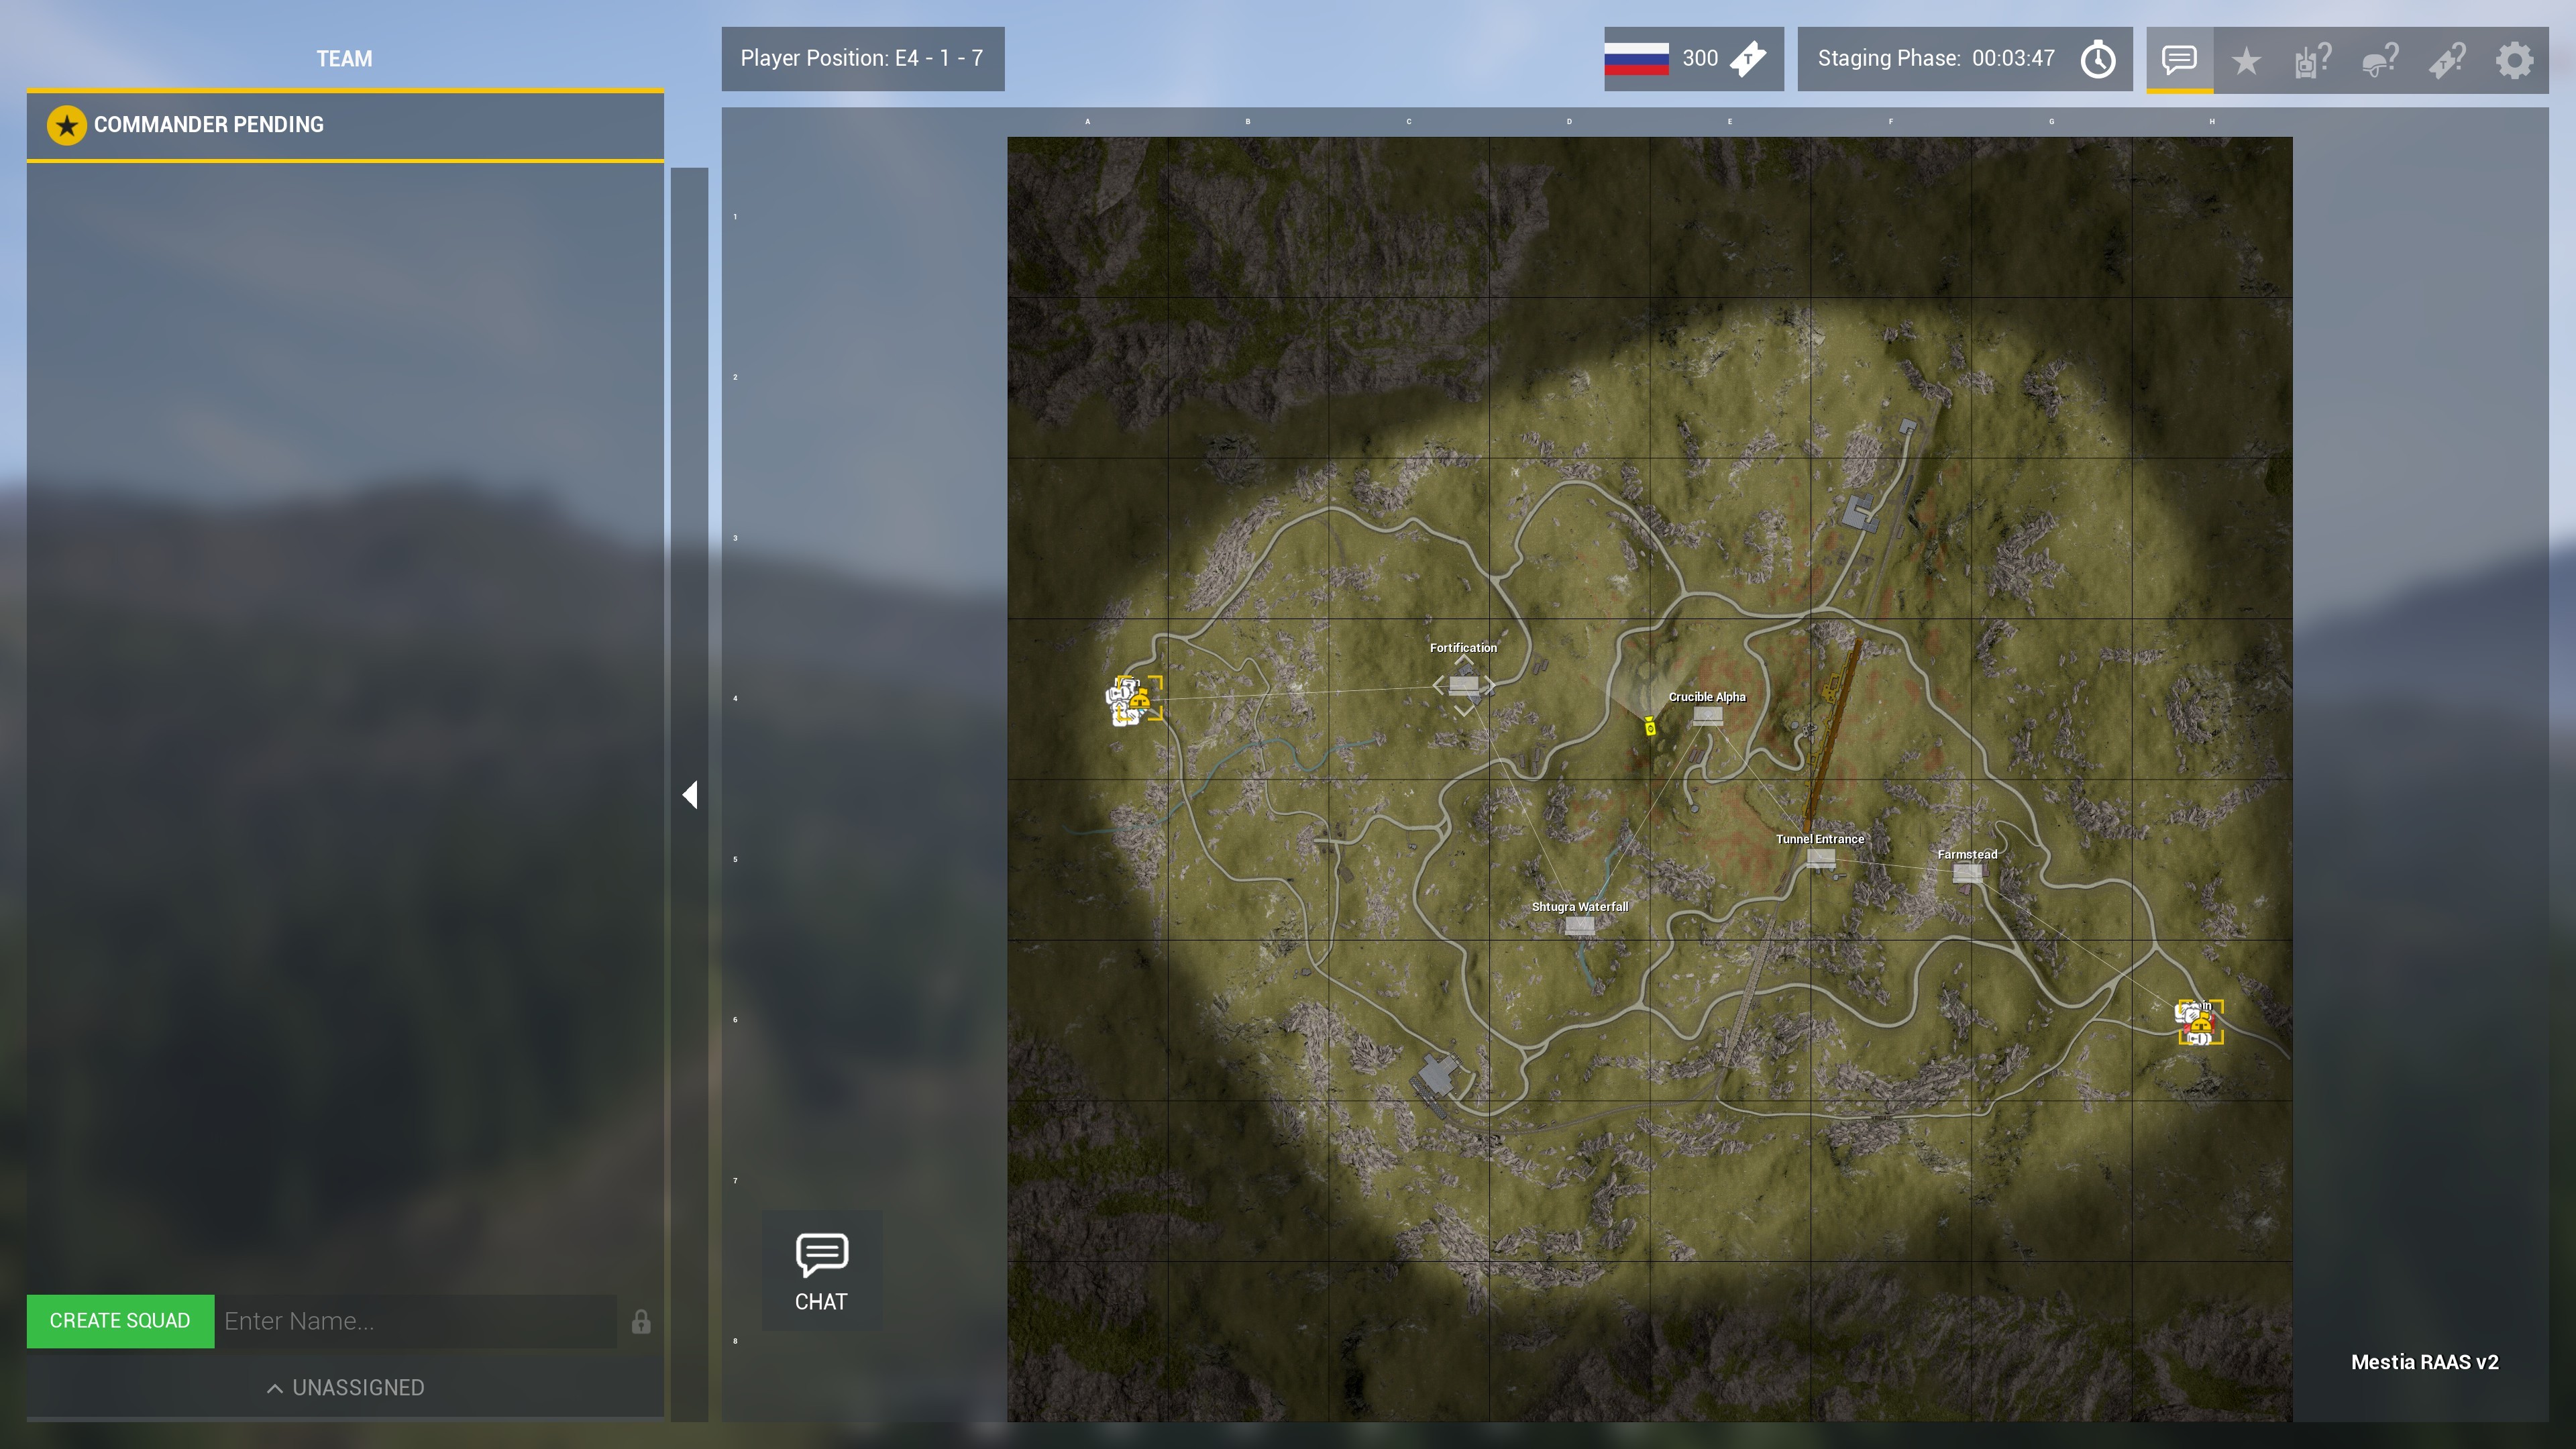 TEAM
Player Position: E4 - 1 - 7
300
Staging Phase: 00:03:47
COMMANDER PENDING
A B C D E F G H
1
2
3
Fortification
4
Crucible Alpha
Tunnel Entrance
Farmstead
5
Shtugra Waterfall
6
7
CHAT
CREATE SQUAD
Enter Name...
8
Mestia RAAS v2
UNASSIGNED